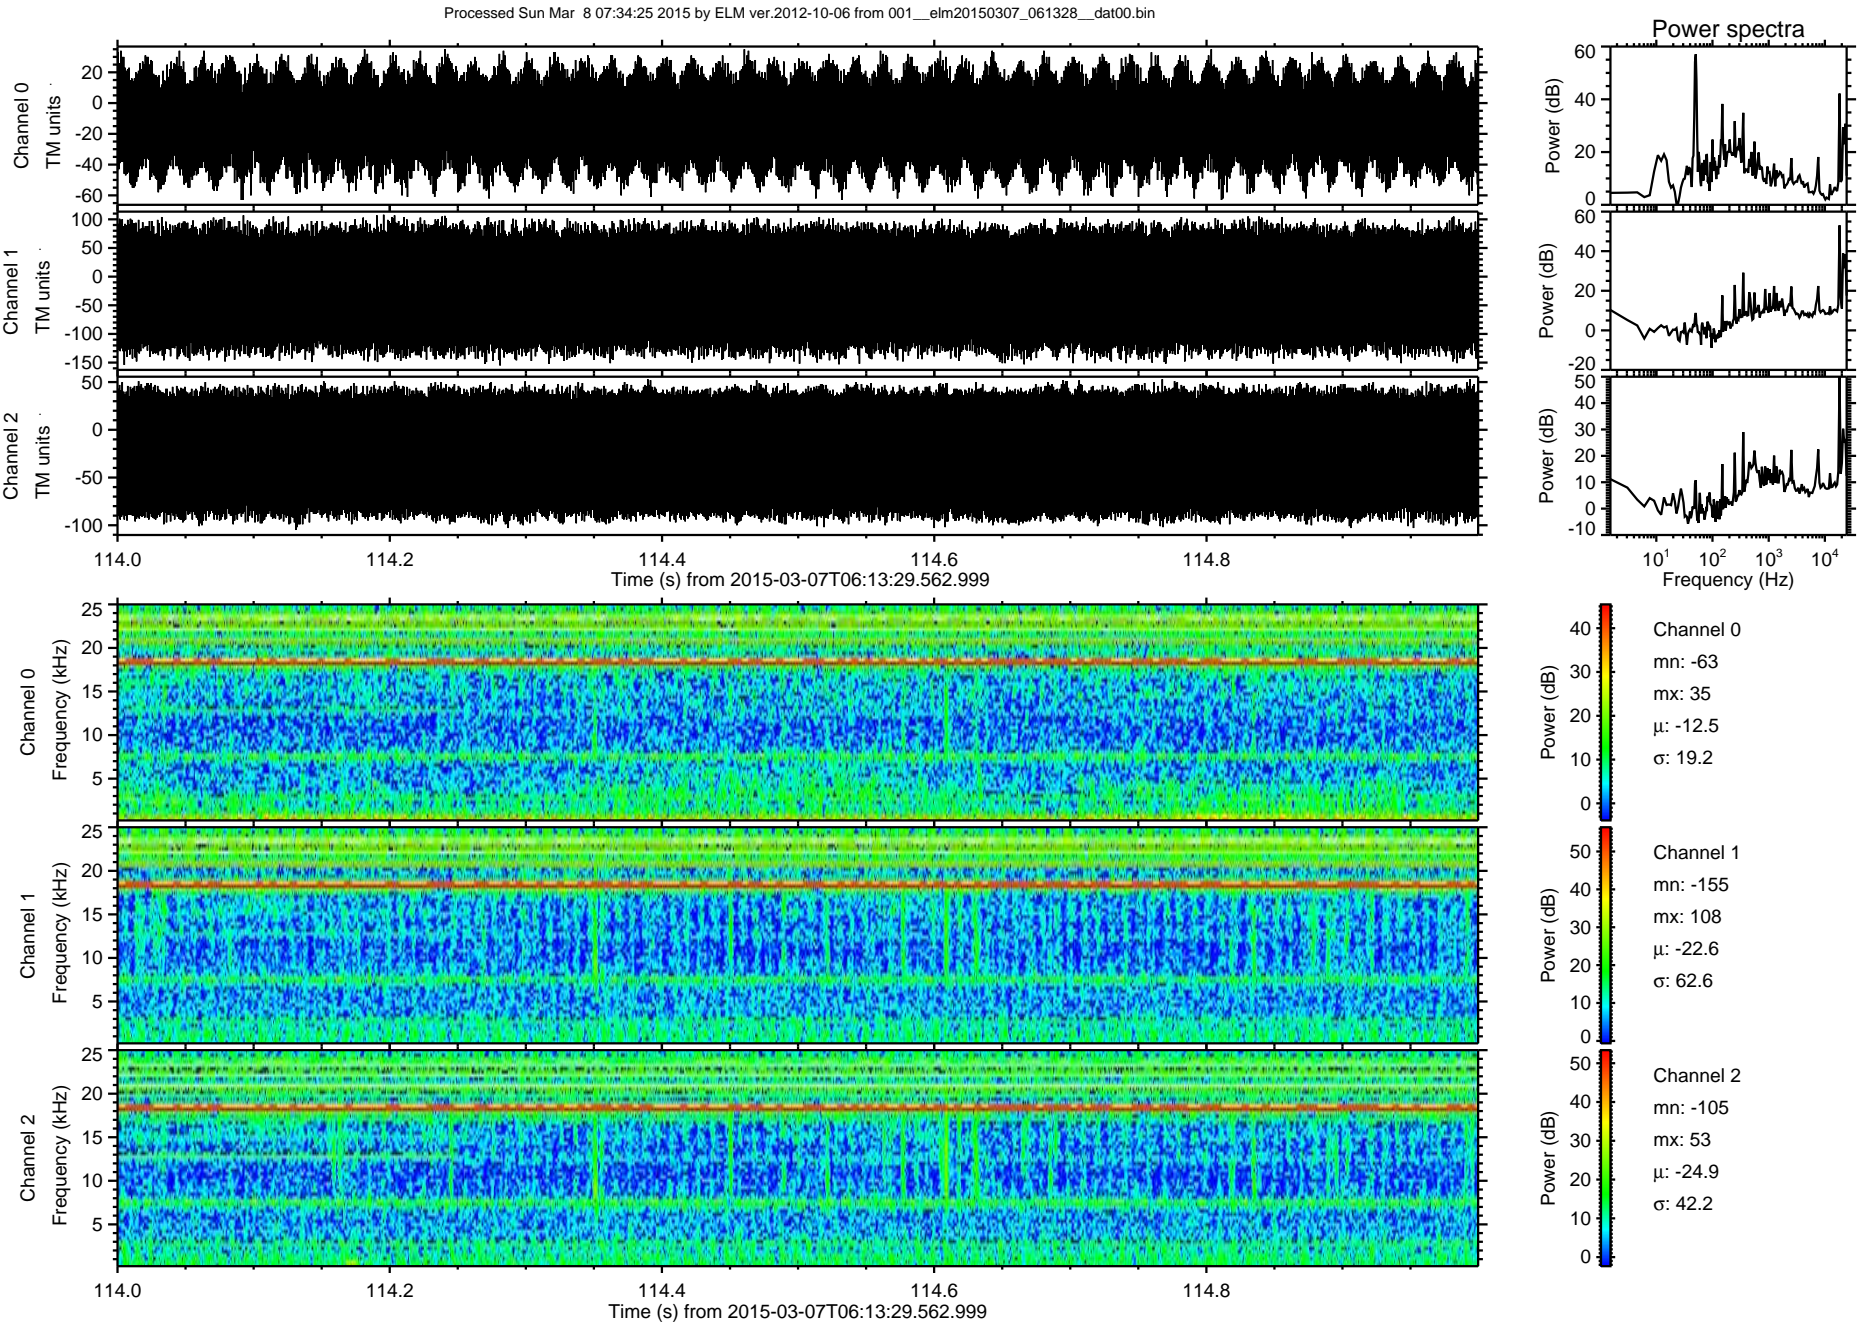 Processed Sun Mar  8 07:34:25 2015 by ELM ver.2012-10-06 from 001__elm20150307_061328__dat00.bin
Power spectra
Channel 0
TM units
20
0
-20
-40
-60
Power (dB)
60
40
20
0
Channel 1
TM units
100
50
0
-50
-100
-150
Power (dB)
60
40
20
0
-20
Channel 2
TM units
50
0
-50
-100
Power (dB)
50
40
30
20
10
0
-10
114.0 114.2 114.4 114.6 114.8
Time (s) from 2015-03-07T06:13:29.562.999
10¹ 10² 10³ 10⁴
Frequency (Hz)
Channel 0
Frequency (kHz)
25
20
15
10
5
Power (dB)
40
30
20
10
0
Channel 0
mn: -63
mx: 35
μ: -12.5
σ: 19.2
Channel 1
Frequency (kHz)
25
20
15
10
5
Power (dB)
50
40
30
20
10
0
Channel 1
mn: -155
mx: 108
μ: -22.6
σ: 62.6
Channel 2
Frequency (kHz)
25
20
15
10
5
Power (dB)
50
40
30
20
10
0
Channel 2
mn: -105
mx: 53
μ: -24.9
σ: 42.2
114.0 114.2 114.4 114.6 114.8
Time (s) from 2015-03-07T06:13:29.562.999